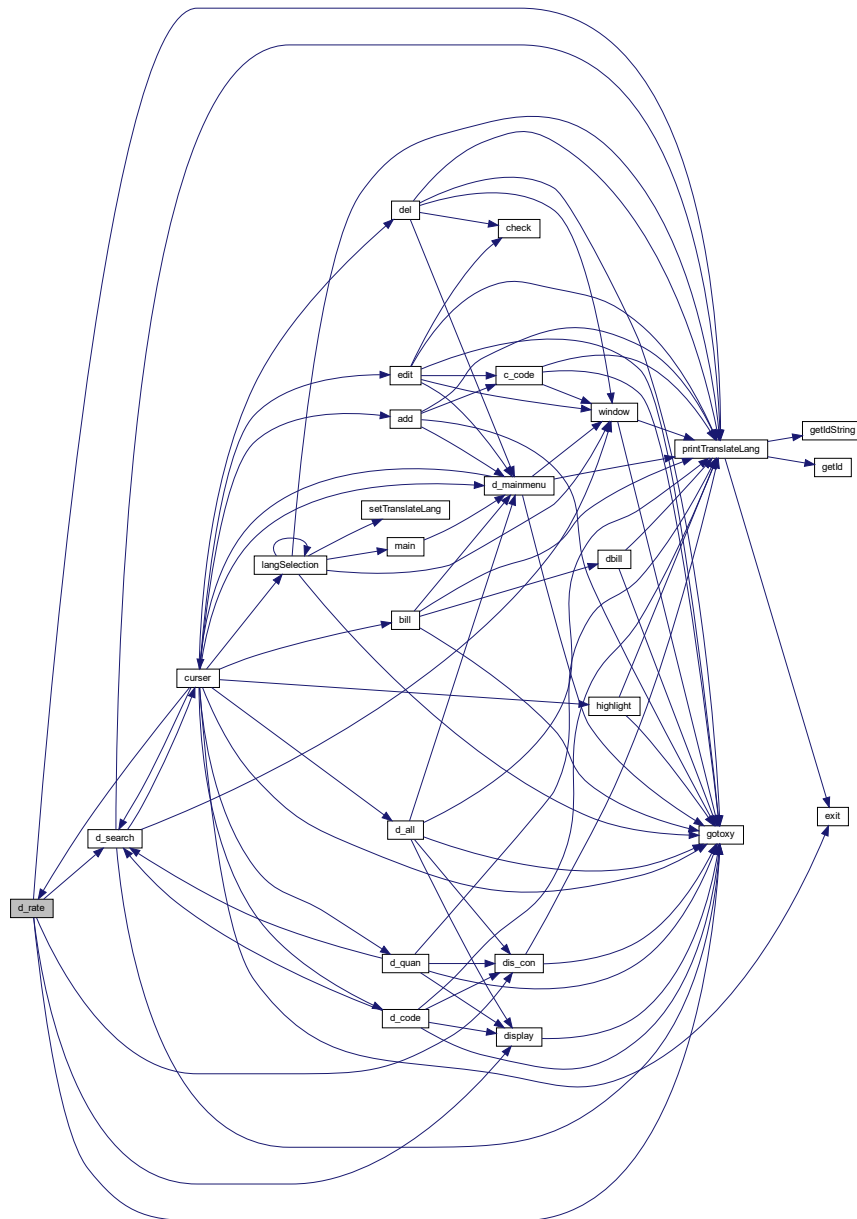 del
check
edit
c_code
window
add
getIdString
printTranslateLang
getId
d_mainmenu
setTranslateLang
main
langSelection
dbill
bill
curser
highlight
exit
d_all
d_search
gotoxy
d_rate
d_quan
dis_con
d_code
display